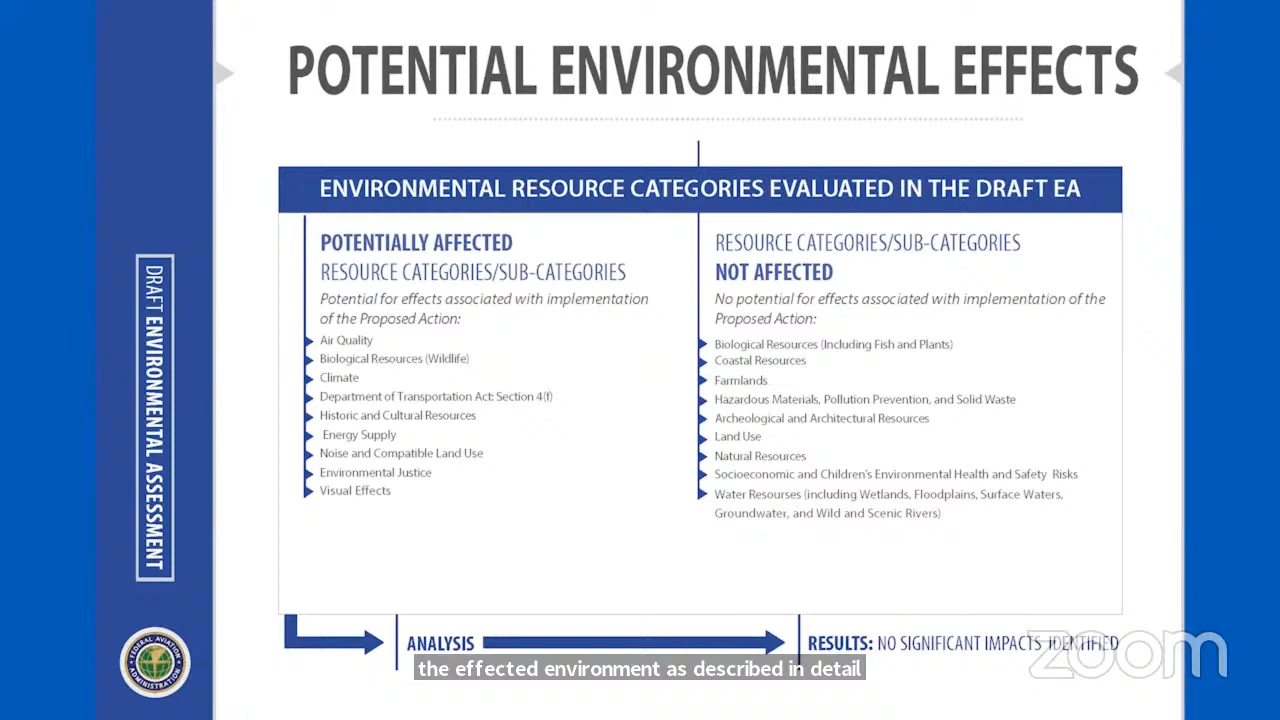 POTENTIAL ENVIRONMENTAL EFFECTS
ENVIRONMENTAL RESOURCE CATEGORIES EVALUATED IN THE DRAFT EA
POTENTIALLY AFFECTED
RESOURCE CATEGORIES/SUB-CATEGORIES
Potential for effects associated with implementation
of the Proposed Action:
Air Quality
Biological Resources (Wildlife)
Climate
Department of Transportation Act: Section 4(f)
Historic and Cultural Resources
Energy Supply
Noise and Compatible Land Use
Environmental Justice
Visual Effects
RESOURCE CATEGORIES/SUB-CATEGORIES
NOT AFFECTED
No potential for effects associated with implementation of the
Proposed Action:
Biological Resources (Including Fish and Plants)
Coastal Resources
Farmlands
Hazardous Materials, Pollution Prevention, and Solid Waste
Archeological and Architectural Resources
Land Use
Natural Resources
Socioeconomic and Children's Environmental Health and Safety Risks
Water Resourses (including Wetlands, Floodplains, Surface Waters,
Groundwater, and Wild and Scenic Rivers)
DRAFT ENVIRONMENTAL ASSESSMENT
FEDERAL AVIATION
ADMINISTRATION
ANALYSIS
RESULTS: NO SIGNIFICANT IMPACTS IDENTIFIED
zoom
the effected environment as described in detail